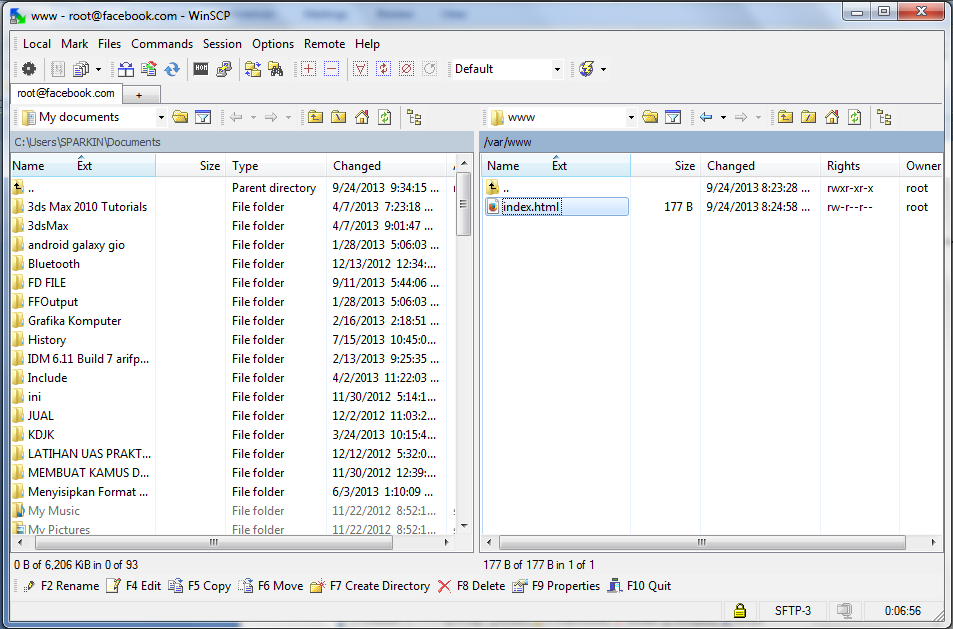 www - root@facebook.com - WinSCP
Local Mark Files Commands Session Options Remote Help
Default
root@facebook.com +
My documents
www
C:\Users\SPARKIN\Documents
/var/www
Name Ext Size Type Changed
.. Parent directory 9/24/2013 9:34:15 ...
3ds Max 2010 Tutorials File folder 4/7/2013 7:23:18 ...
3dsMax File folder 4/7/2013 9:01:47 ...
android galaxy gio File folder 1/28/2013 5:06:03 ...
Bluetooth File folder 12/13/2012 12:34:...
FD FILE File folder 9/11/2013 5:44:06 ...
FFOutput File folder 1/28/2013 5:06:03 ...
Grafika Komputer File folder 2/16/2013 2:18:51 ...
History File folder 7/15/2013 10:45:0...
IDM 6.11 Build 7 arifp... File folder 2/13/2013 9:25:35 ...
Include File folder 4/2/2013 11:22:03 ...
ini File folder 11/30/2012 5:14:1...
JUAL File folder 12/2/2012 11:03:2...
KDJK File folder 3/24/2013 10:15:4...
LATIHAN UAS PRAKT... File folder 12/12/2012 5:32:0...
MEMBUAT KAMUS D... File folder 11/30/2012 12:39:...
Menyisipkan Format ... File folder 6/3/2013 1:10:09 ...
My Music File folder 11/22/2012 8:52:1...
My Pictures File folder 11/22/2012 8:52:1...
Name Ext Size Changed Rights Owner
.. 9/24/2013 8:23:28 ... rwxr-xr-x root
index.html 177 B 9/24/2013 8:24:58 ... rw-r--r-- root
0 B of 6,206 KiB in 0 of 93
177 B of 177 B in 1 of 1
F2 Rename F4 Edit F5 Copy F6 Move F7 Create Directory F8 Delete F9 Properties F10 Quit
SFTP-3 0:06:56